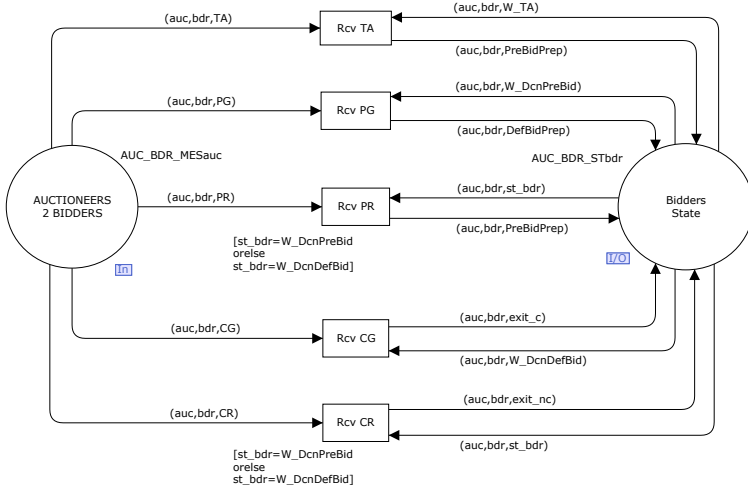 (auc,bdr,W_TA)
(auc,bdr,TA)
Rcv TA
(auc,bdr,PreBidPrep)
(auc,bdr,W_DcnPreBid)
(auc,bdr,PG)
Rcv PG
(auc,bdr,DefBidPrep)
AUC_BDR_MESauc
AUC_BDR_STbdr
AUCTIONEERS
2 BIDDERS
(auc,bdr,PR)
Rcv PR
(auc,bdr,st_bdr)
Bidders
State
(auc,bdr,PreBidPrep)
[st_bdr=W_DcnPreBid
orelse
st_bdr=W_DcnDefBid]
In
I/O
(auc,bdr,exit_c)
(auc,bdr,CG)
Rcv CG
(auc,bdr,W_DcnDefBid)
(auc,bdr,exit_nc)
(auc,bdr,CR)
Rcv CR
(auc,bdr,st_bdr)
[st_bdr=W_DcnPreBid
orelse
st_bdr=W_DcnDefBid]